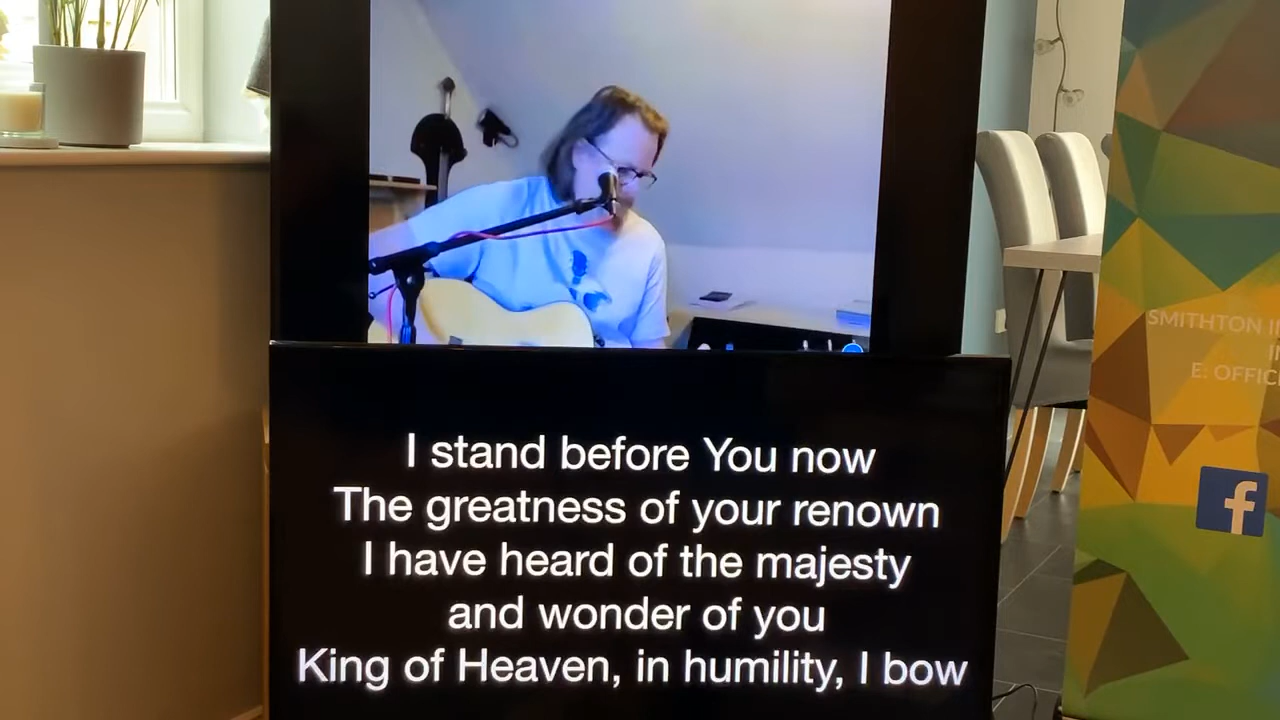 I stand before You now
The greatness of your renown
I have heard of the majesty
and wonder of you
King of Heaven, in humility, I bow
SMITHTON
E: OFFIC
f